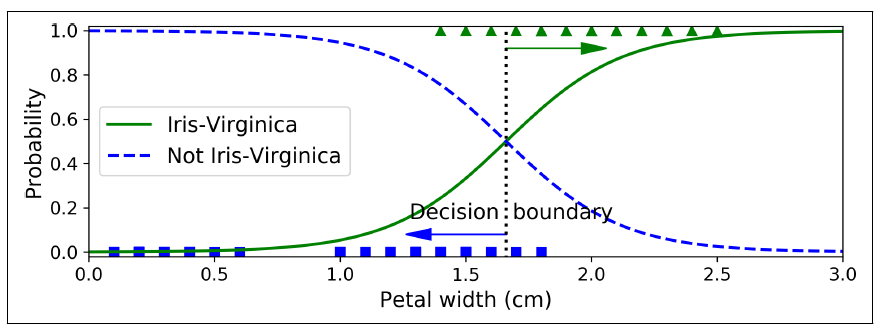 1.0
0.8
0.6
0.4
0.2
0.0
Probability
Iris-Virginica
Not Iris-Virginica
Decision boundary
0.0 0.5 1.0 1.5 2.0 2.5 3.0
Petal width (cm)